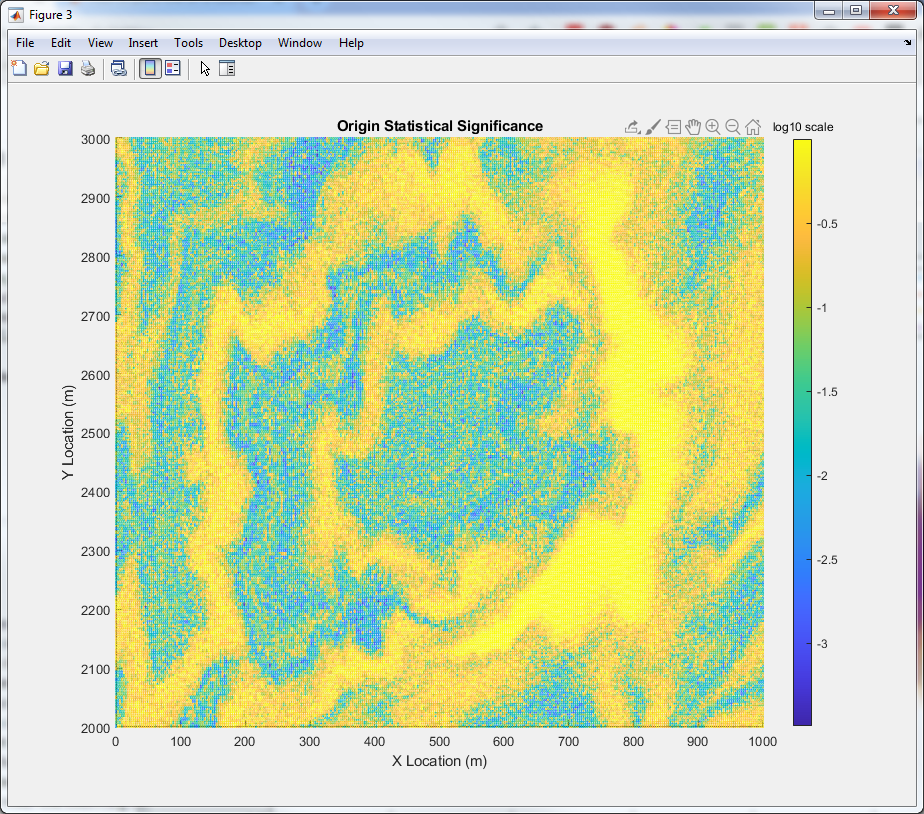 Figure 3
File Edit View Insert Tools Desktop Window Help
Origin Statistical Significance
log10 scale
3000
2900
2800
2700
2600
2500
2400
2300
2200
2100
2000
Y Location (m)
0 100 200 300 400 500 600 700 800 900 1000
X Location (m)
-0.5
-1
-1.5
-2
-2.5
-3